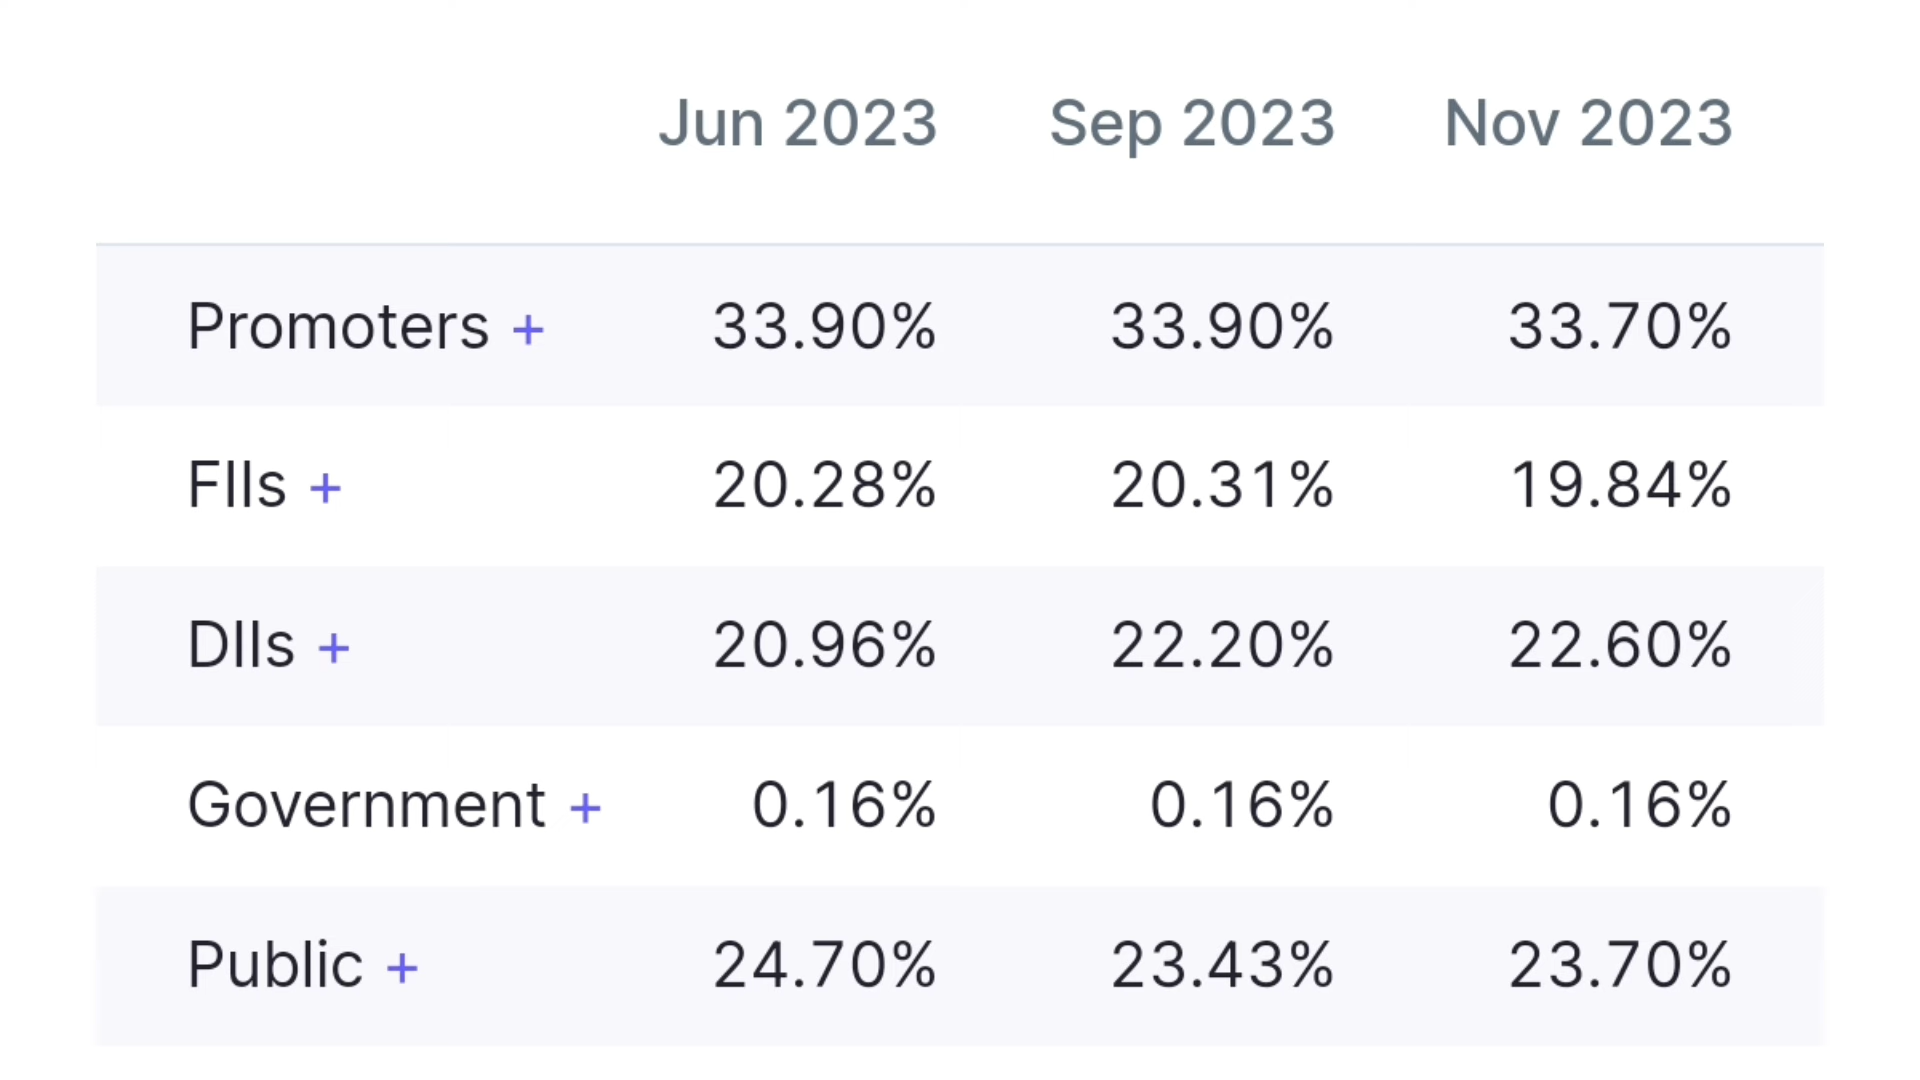 Jun 2023 Sep 2023 Nov 2023
Promoters + 33.90% 33.90% 33.70%
FIIs + 20.28% 20.31% 19.84%
DIIs + 20.96% 22.20% 22.60%
Government + 0.16% 0.16% 0.16%
Public + 24.70% 23.43% 23.70%